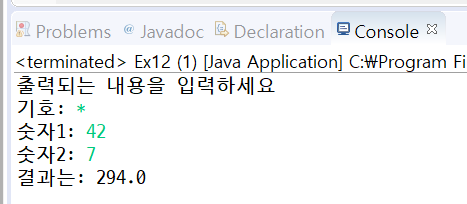 Problems @ Javadoc Declaration Console
<terminated> Ex12 (1) [Java Application] C:₩Program Fi
출력되는 내용을 입력하세요
기호: *
숫자1: 42
숫자2: 7
결과는: 294.0